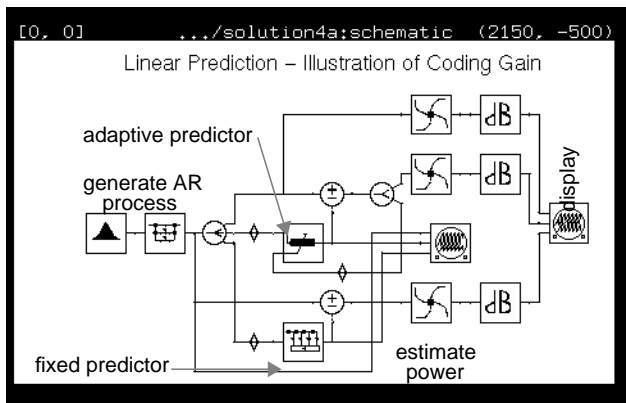 [0, 0] .../solution4a:schematic (2150, -500)
Linear Prediction – Illustration of Coding Gain
dB
adaptive predictor
dB
display
generate AR
process
dB
fixed predictor
estimate
power